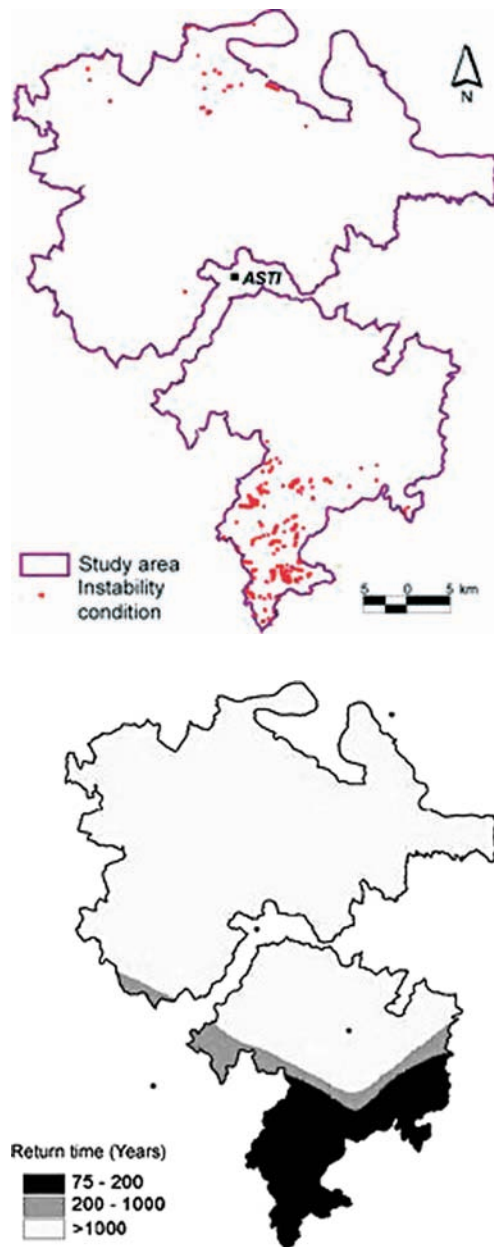 N
ASTI
Study area
Instability
condition
5 0 5 km
Return time (Years)
75 - 200
200 - 1000
>1000